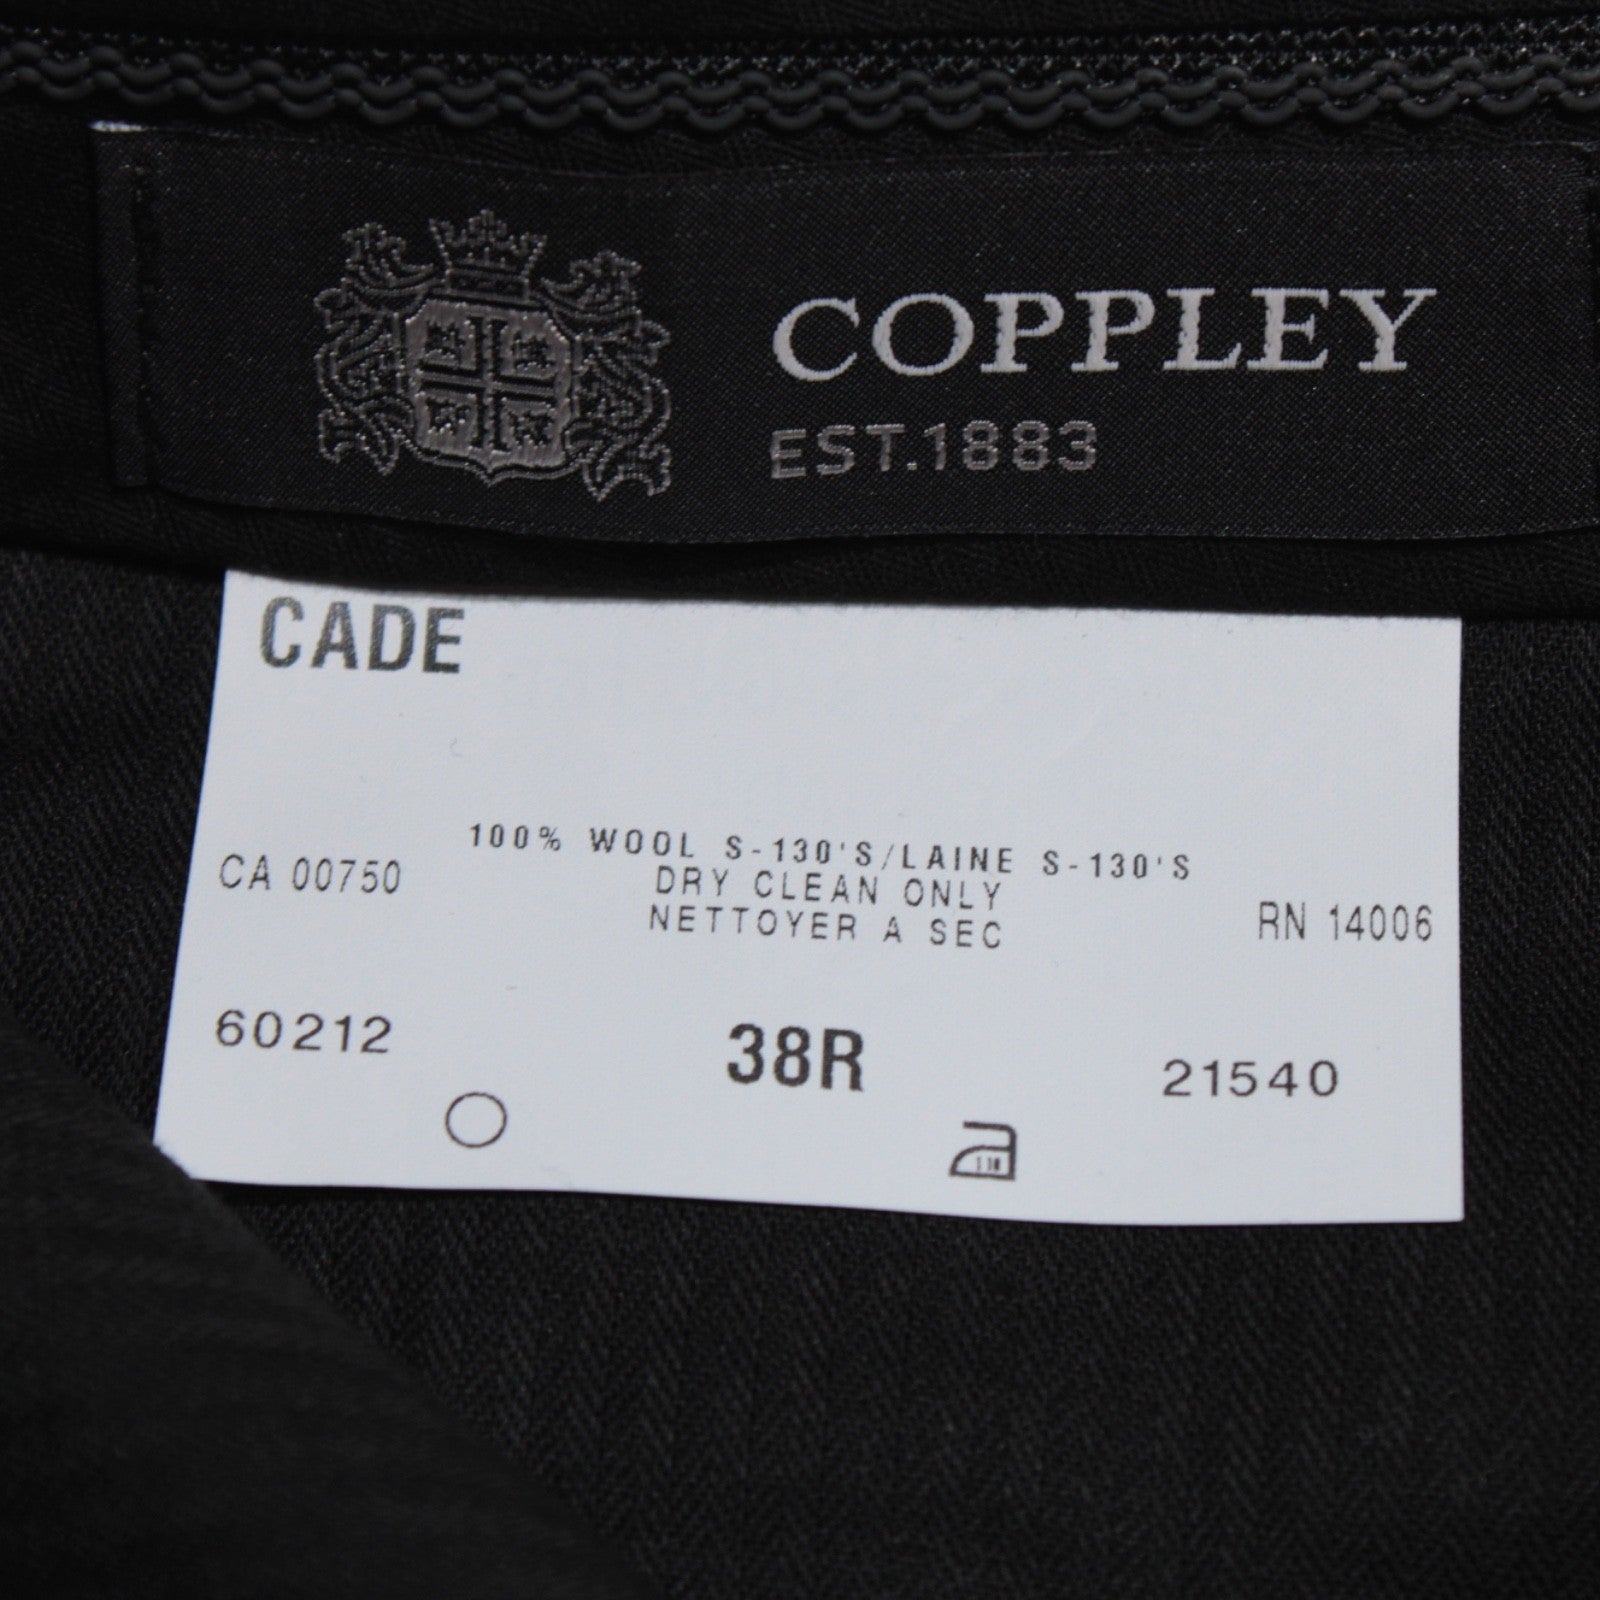 COPPLEY
EST.1883
CADE
100% WOOL S-130'S/LAINE S-130'S
DRY CLEAN ONLY
NETTOYER A SEC
CA 00750
RN 14006
60212
38R
21540